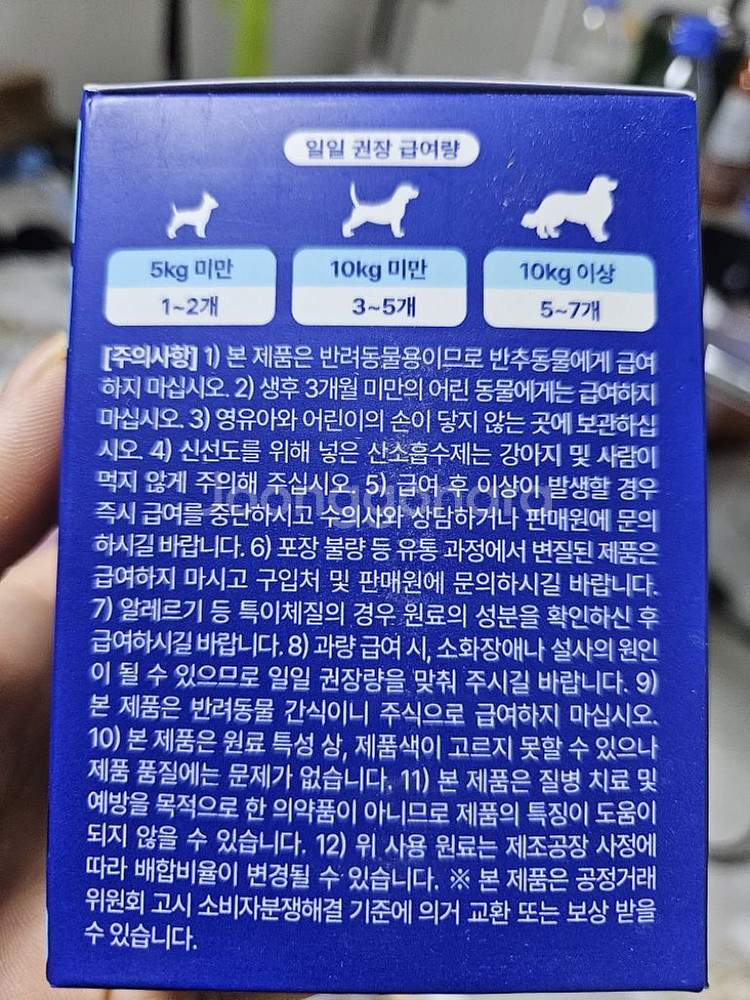 일일 권장 급여량
5kg 미만
1~2개
10kg 미만
3~5개
10kg 이상
5~7개
[주의사항] 1) 본 제품은 반려동물용이므로 반추동물에게 급여
하지 마십시오. 2) 생후 3개월 미만의 어린 동물에게는 급여하지
마십시오. 3) 영유아와 어린이의 손이 닿지 않는 곳에 보관하십
시오. 4) 신선도를 위해 넣은 산소흡수제는 강아지 및 사람이
먹지 않게 주의해 주십시오. 5) 급여 후 이상이 발생할 경우
즉시 급여를 중단하시고 수의사와 상담하거나 판매원에 문의
하시길 바랍니다. 6) 포장 불량 등 유통 과정에서 변질된 제품은
급여하지 마시고 구입처 및 판매원에 문의하시길 바랍니다.
7) 알레르기 등 특이체질의 경우 원료의 성분을 확인하신 후
급여하시길 바랍니다. 8) 과량 급여 시, 소화장애나 설사의 원인
이 될 수 있으므로 일일 권장량을 맞춰 주시길 바랍니다. 9)
본 제품은 반려동물 간식이니 주식으로 급여하지 마십시오.
10) 본 제품은 원료 특성 상, 제품색이 고르지 못할 수 있으나
제품 품질에는 문제가 없습니다. 11) 본 제품은 질병 치료 및
예방을 목적으로 한 의약품이 아니므로 제품의 특징이 도움이
되지 않을 수 있습니다. 12) 위 사용 원료는 제조공장 사정에
따라 배합비율이 변경될 수 있습니다. ※ 본 제품은 공정거래
위원회 고시 소비자분쟁해결 기준에 의거 교환 또는 보상 받을
수 있습니다.
Joonggonara